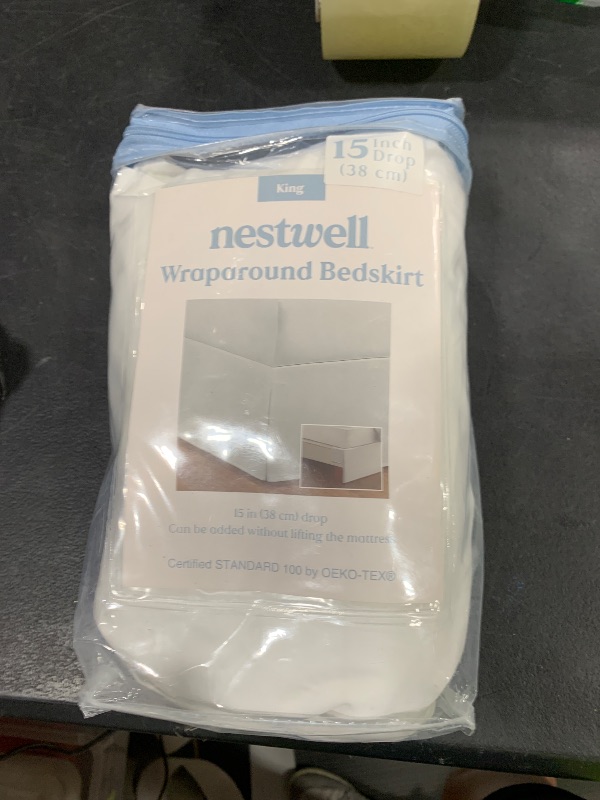 15 Inch
Drop
(38 cm)
King
nestwell
Wraparound Bedskirt
15 in (38 cm) drop
Can be added without lifting the mattress
Certified STANDARD 100 by OEKO-TEX®